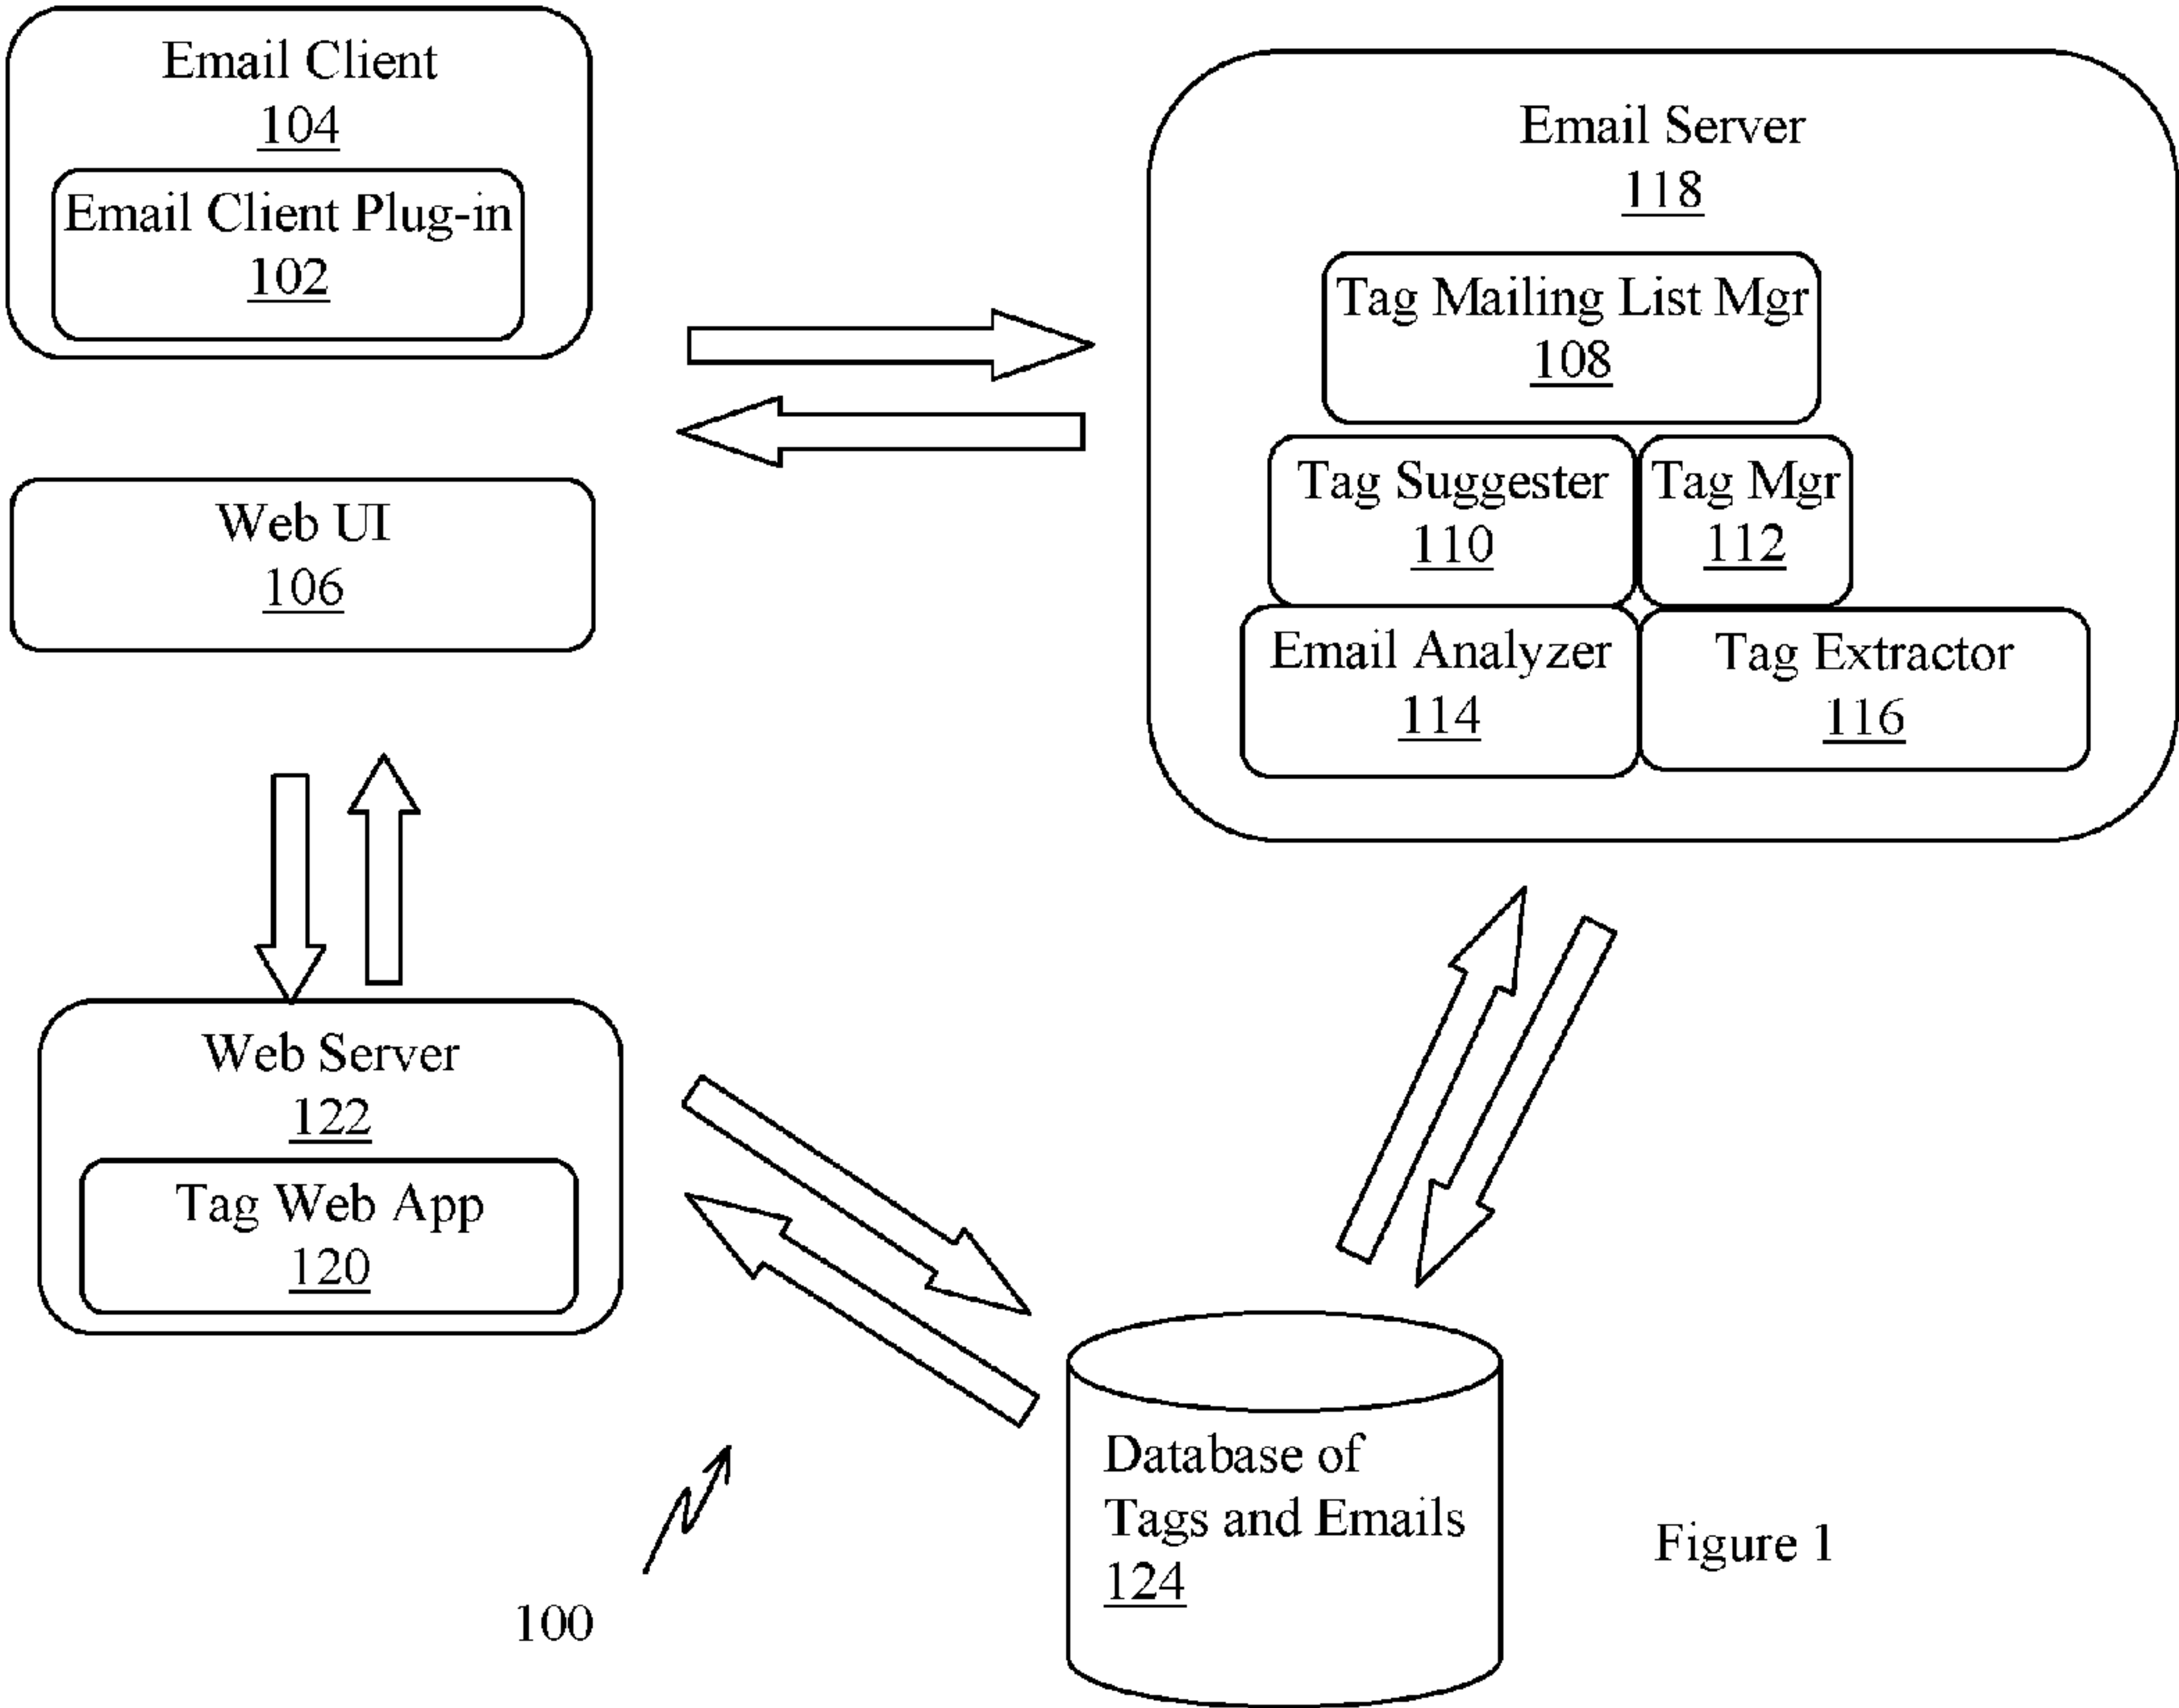 Email Client
104
Email Client Plug-in
102
Web UI
106
Email Server
118
Tag Mailing List Mgr
108
Tag Suggester
110
Tag Mgr
112
Email Analyzer
114
Tag Extractor
116
Web Server
122
Tag Web App
120
Database of
Tags and Emails
124
100
Figure 1